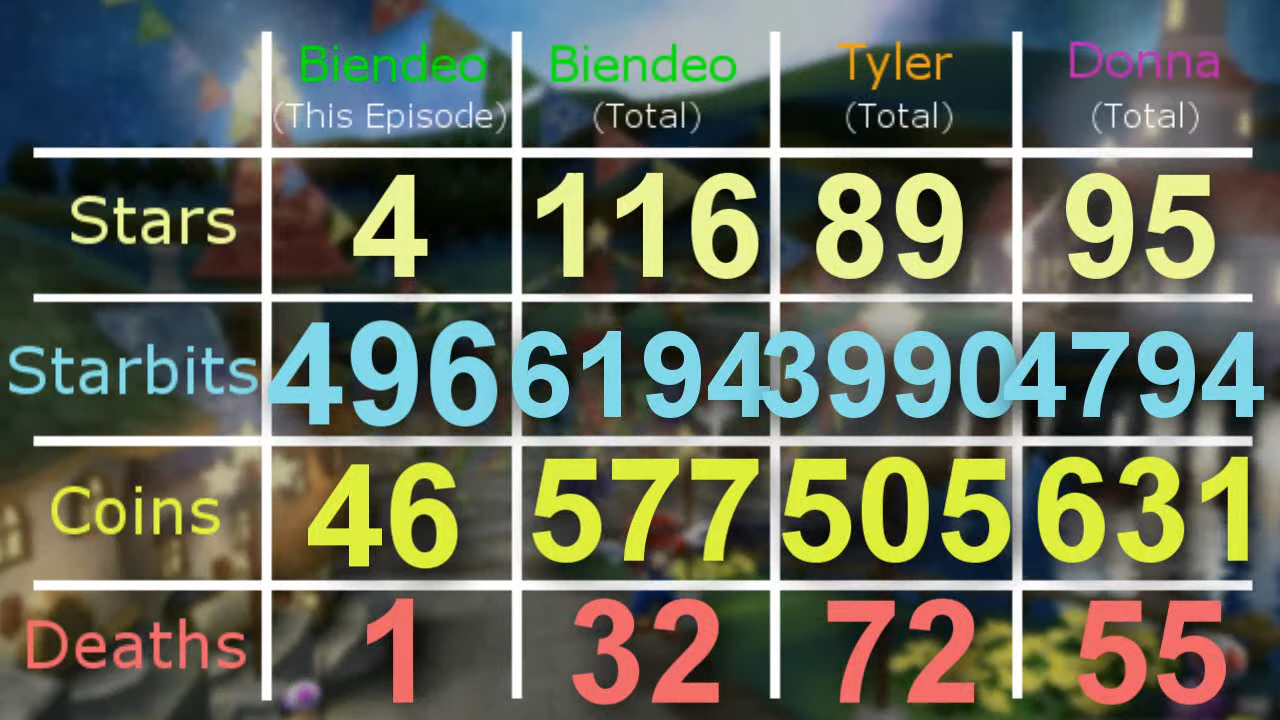 Biendeo Biendeo Tyler Donna
(This Episode) (Total) (Total) (Total)
Stars 4 116 89 95
Starbits 496 6194 3990 4794
Coins 46 577 505 631
Deaths 1 32 72 55